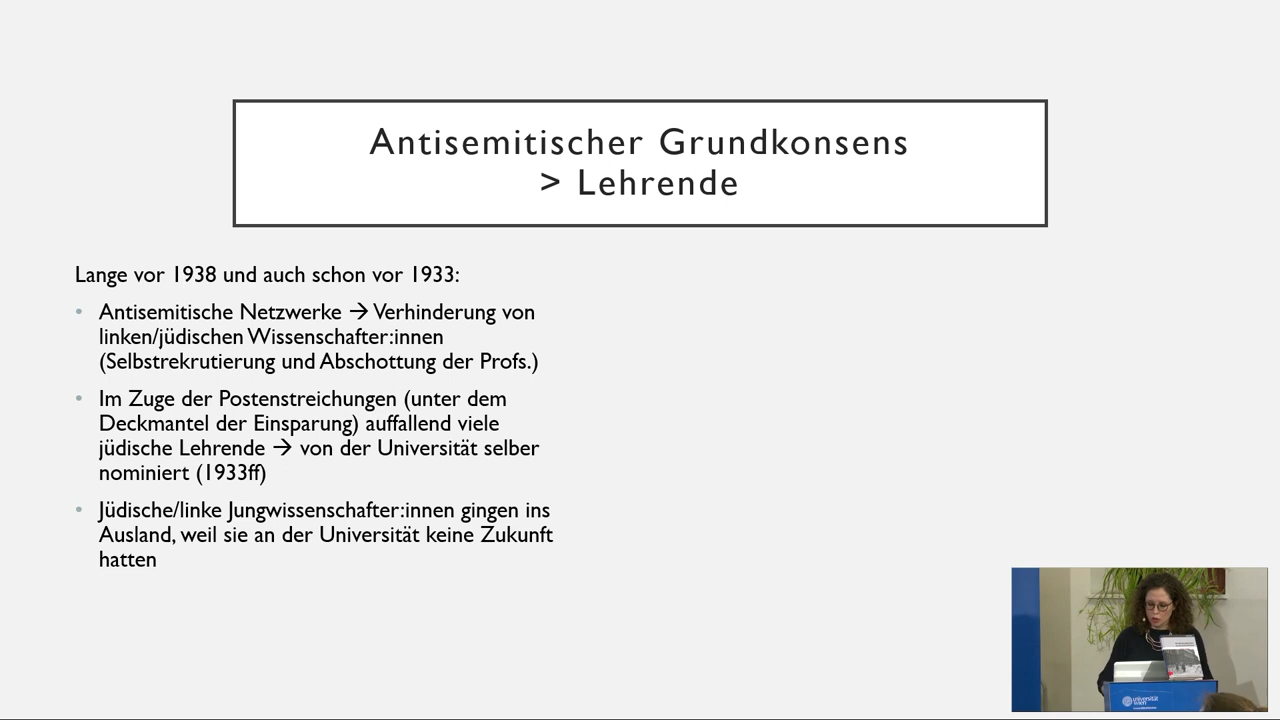 Antisemitischer Grundkonsens
> Lehrende
Lange vor 1938 und auch schon vor 1933:
• Antisemitische Netzwerke → Verhinderung von
linken/jüdischen Wissenschafter:innen
(Selbstrekrutierung und Abschottung der Profs.)
• Im Zuge der Postenstreichungen (unter dem
Deckmantel der Einsparung) auffallend viele
jüdische Lehrende → von der Universität selber
nominiert (1933ff)
• Jüdische/linke Jungwissenschafter:innen gingen ins
Ausland, weil sie an der Universität keine Zukunft
hatten
universität
wien